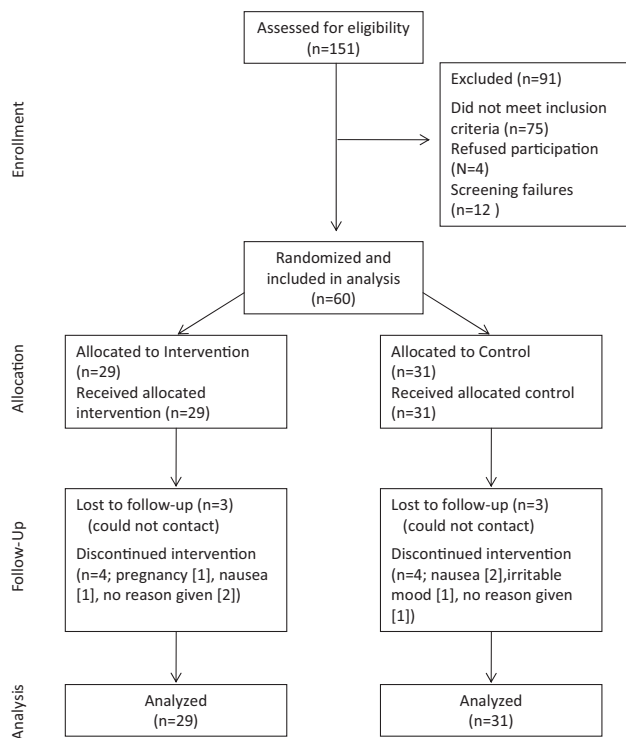 Assessed for eligibility
(n=151)
Excluded (n=91)
Did not meet inclusion
criteria (n=75)
Refused participation
(N=4)
Screening failures
(n=12 )
Enrollment
Randomized and
included in analysis
(n=60)
Allocation
Allocated to Intervention
(n=29)
Received allocated
intervention (n=29)
Allocated to Control
(n=31)
Received allocated control
(n=31)
Follow-Up
Lost to follow-up (n=3)
(could not contact)
Discontinued intervention
(n=4; pregnancy [1], nausea
[1], no reason given [2])
Lost to follow-up (n=3)
(could not contact)
Discontinued intervention
(n=4; nausea [2],irritable
mood [1], no reason given
[1])
Analysis
Analyzed
(n=29)
Analyzed
(n=31)